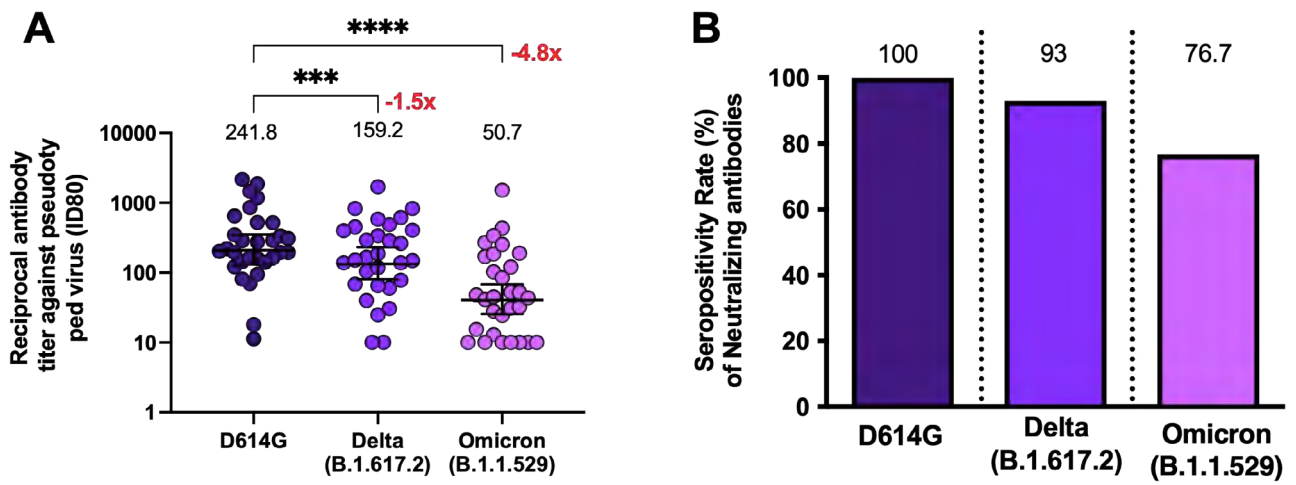 A
****
-4.8x
***
-1.5x
241.8 159.2 50.7
Reciprocal antibody
titer against pseudoty
ped virus (ID80)
10000
1000
100
10
1
D614G
Delta
(B.1.617.2)
Omicron
(B.1.1.529)
B
100 93 76.7
Seropositivity Rate (%)
of Neutralizing antibodies
100
80
60
40
20
0
D614G
Delta
(B.1.617.2)
Omicron
(B.1.1.529)